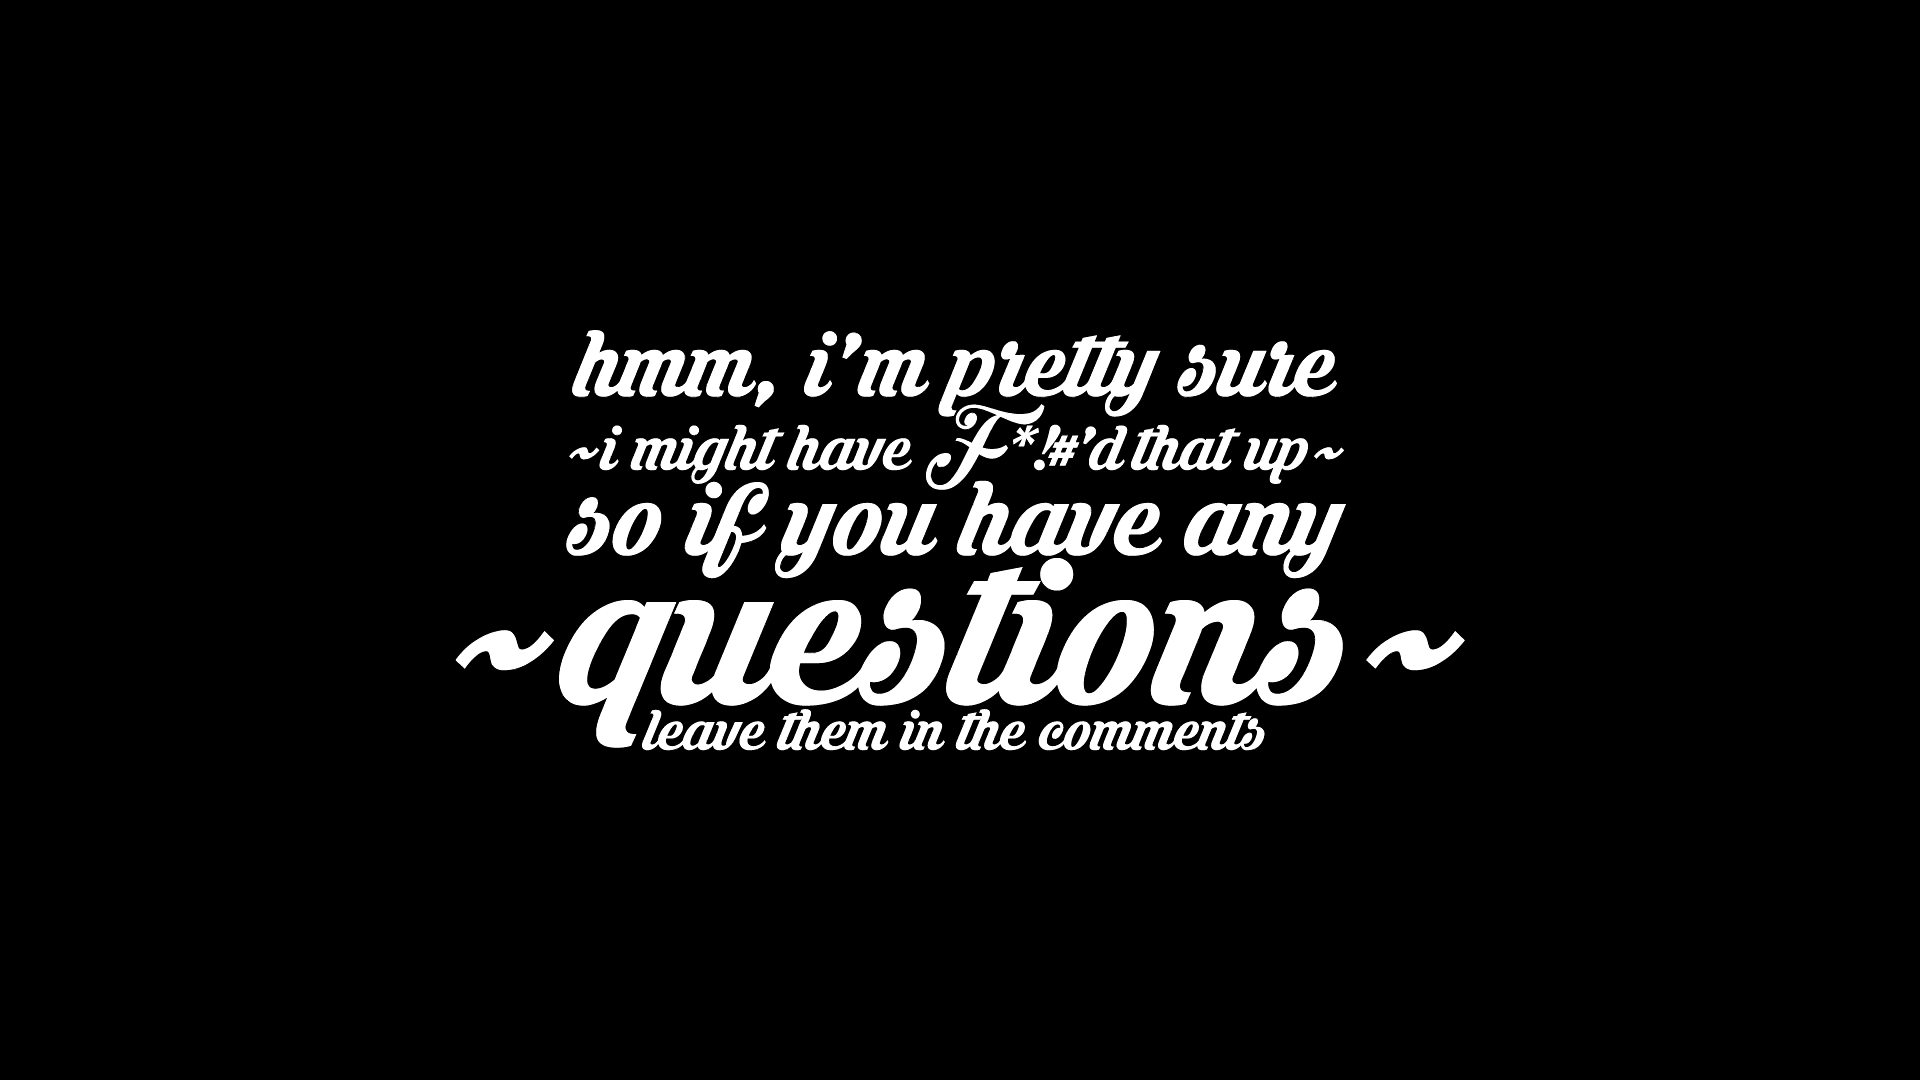 hmm, i'm pretty sure
~i might have F*!#'d that up~
so if you have any
~questions~
leave them in the comments